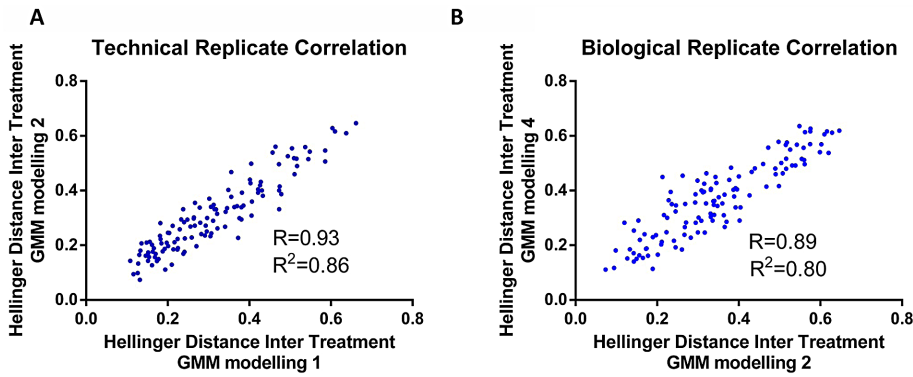 A
Technical Replicate Correlation
Hellinger Distance Inter Treatment
GMM modelling 2
0.8
0.6
0.4
0.2
0.0
R=0.93
R²=0.86
0.0 0.2 0.4 0.6 0.8
Hellinger Distance Inter Treatment
GMM modelling 1
B
Biological Replicate Correlation
Hellinger Distance Inter Treatment
GMM modelling 4
0.8
0.6
0.4
0.2
0.0
R=0.89
R²=0.80
0.0 0.2 0.4 0.6 0.8
Hellinger Distance Inter Treatment
GMM modelling 2